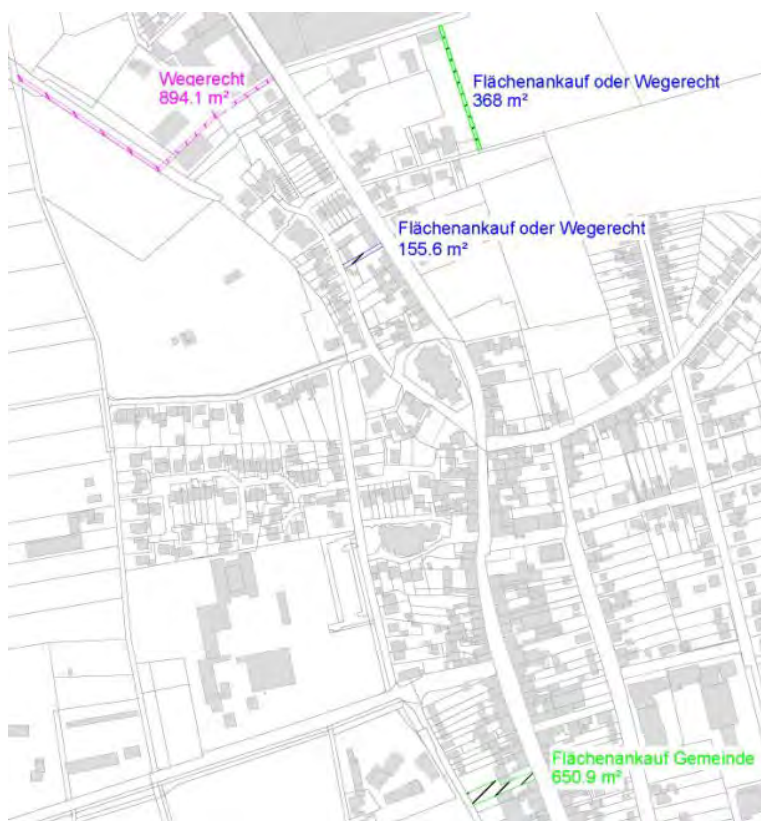 Wegerecht
894.1 m²
Flächenankauf oder Wegerecht
368 m²
Flächenankauf oder Wegerecht
155.6 m²
Flächenankauf Gemeinde
650.9 m²